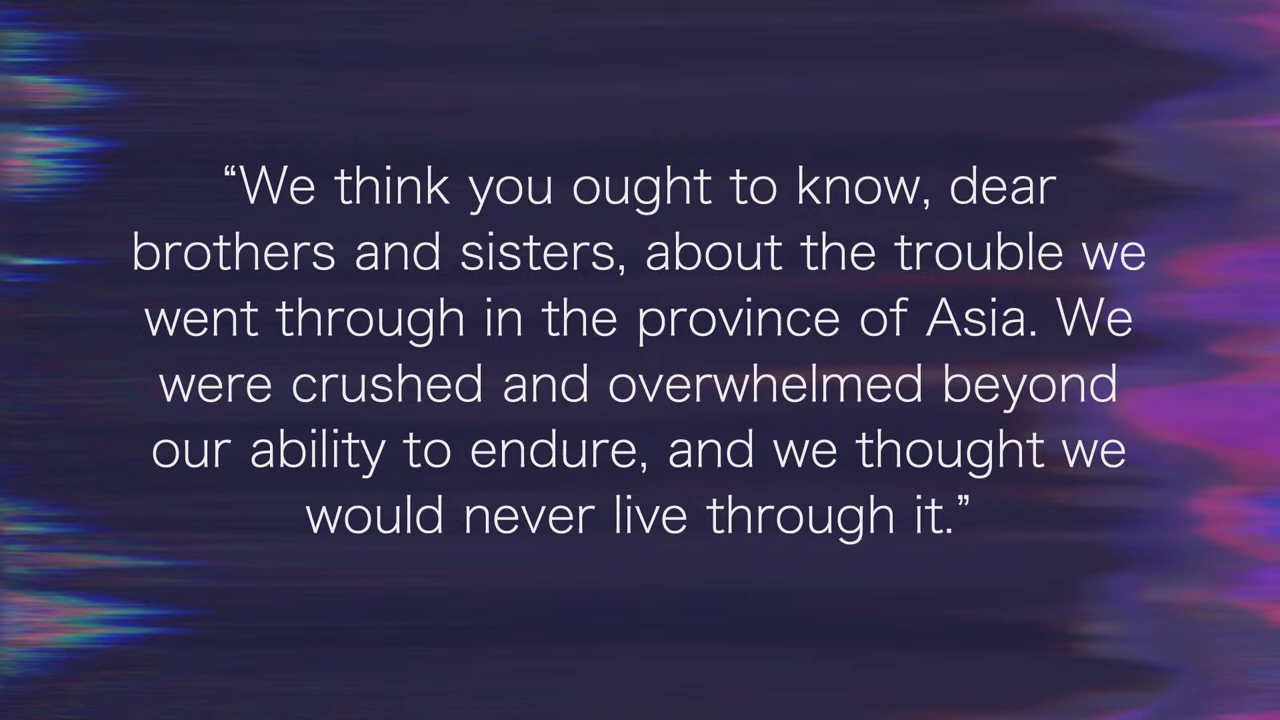 “We think you ought to know, dear
brothers and sisters, about the trouble we
went through in the province of Asia. We
were crushed and overwhelmed beyond
our ability to endure, and we thought we
would never live through it.”